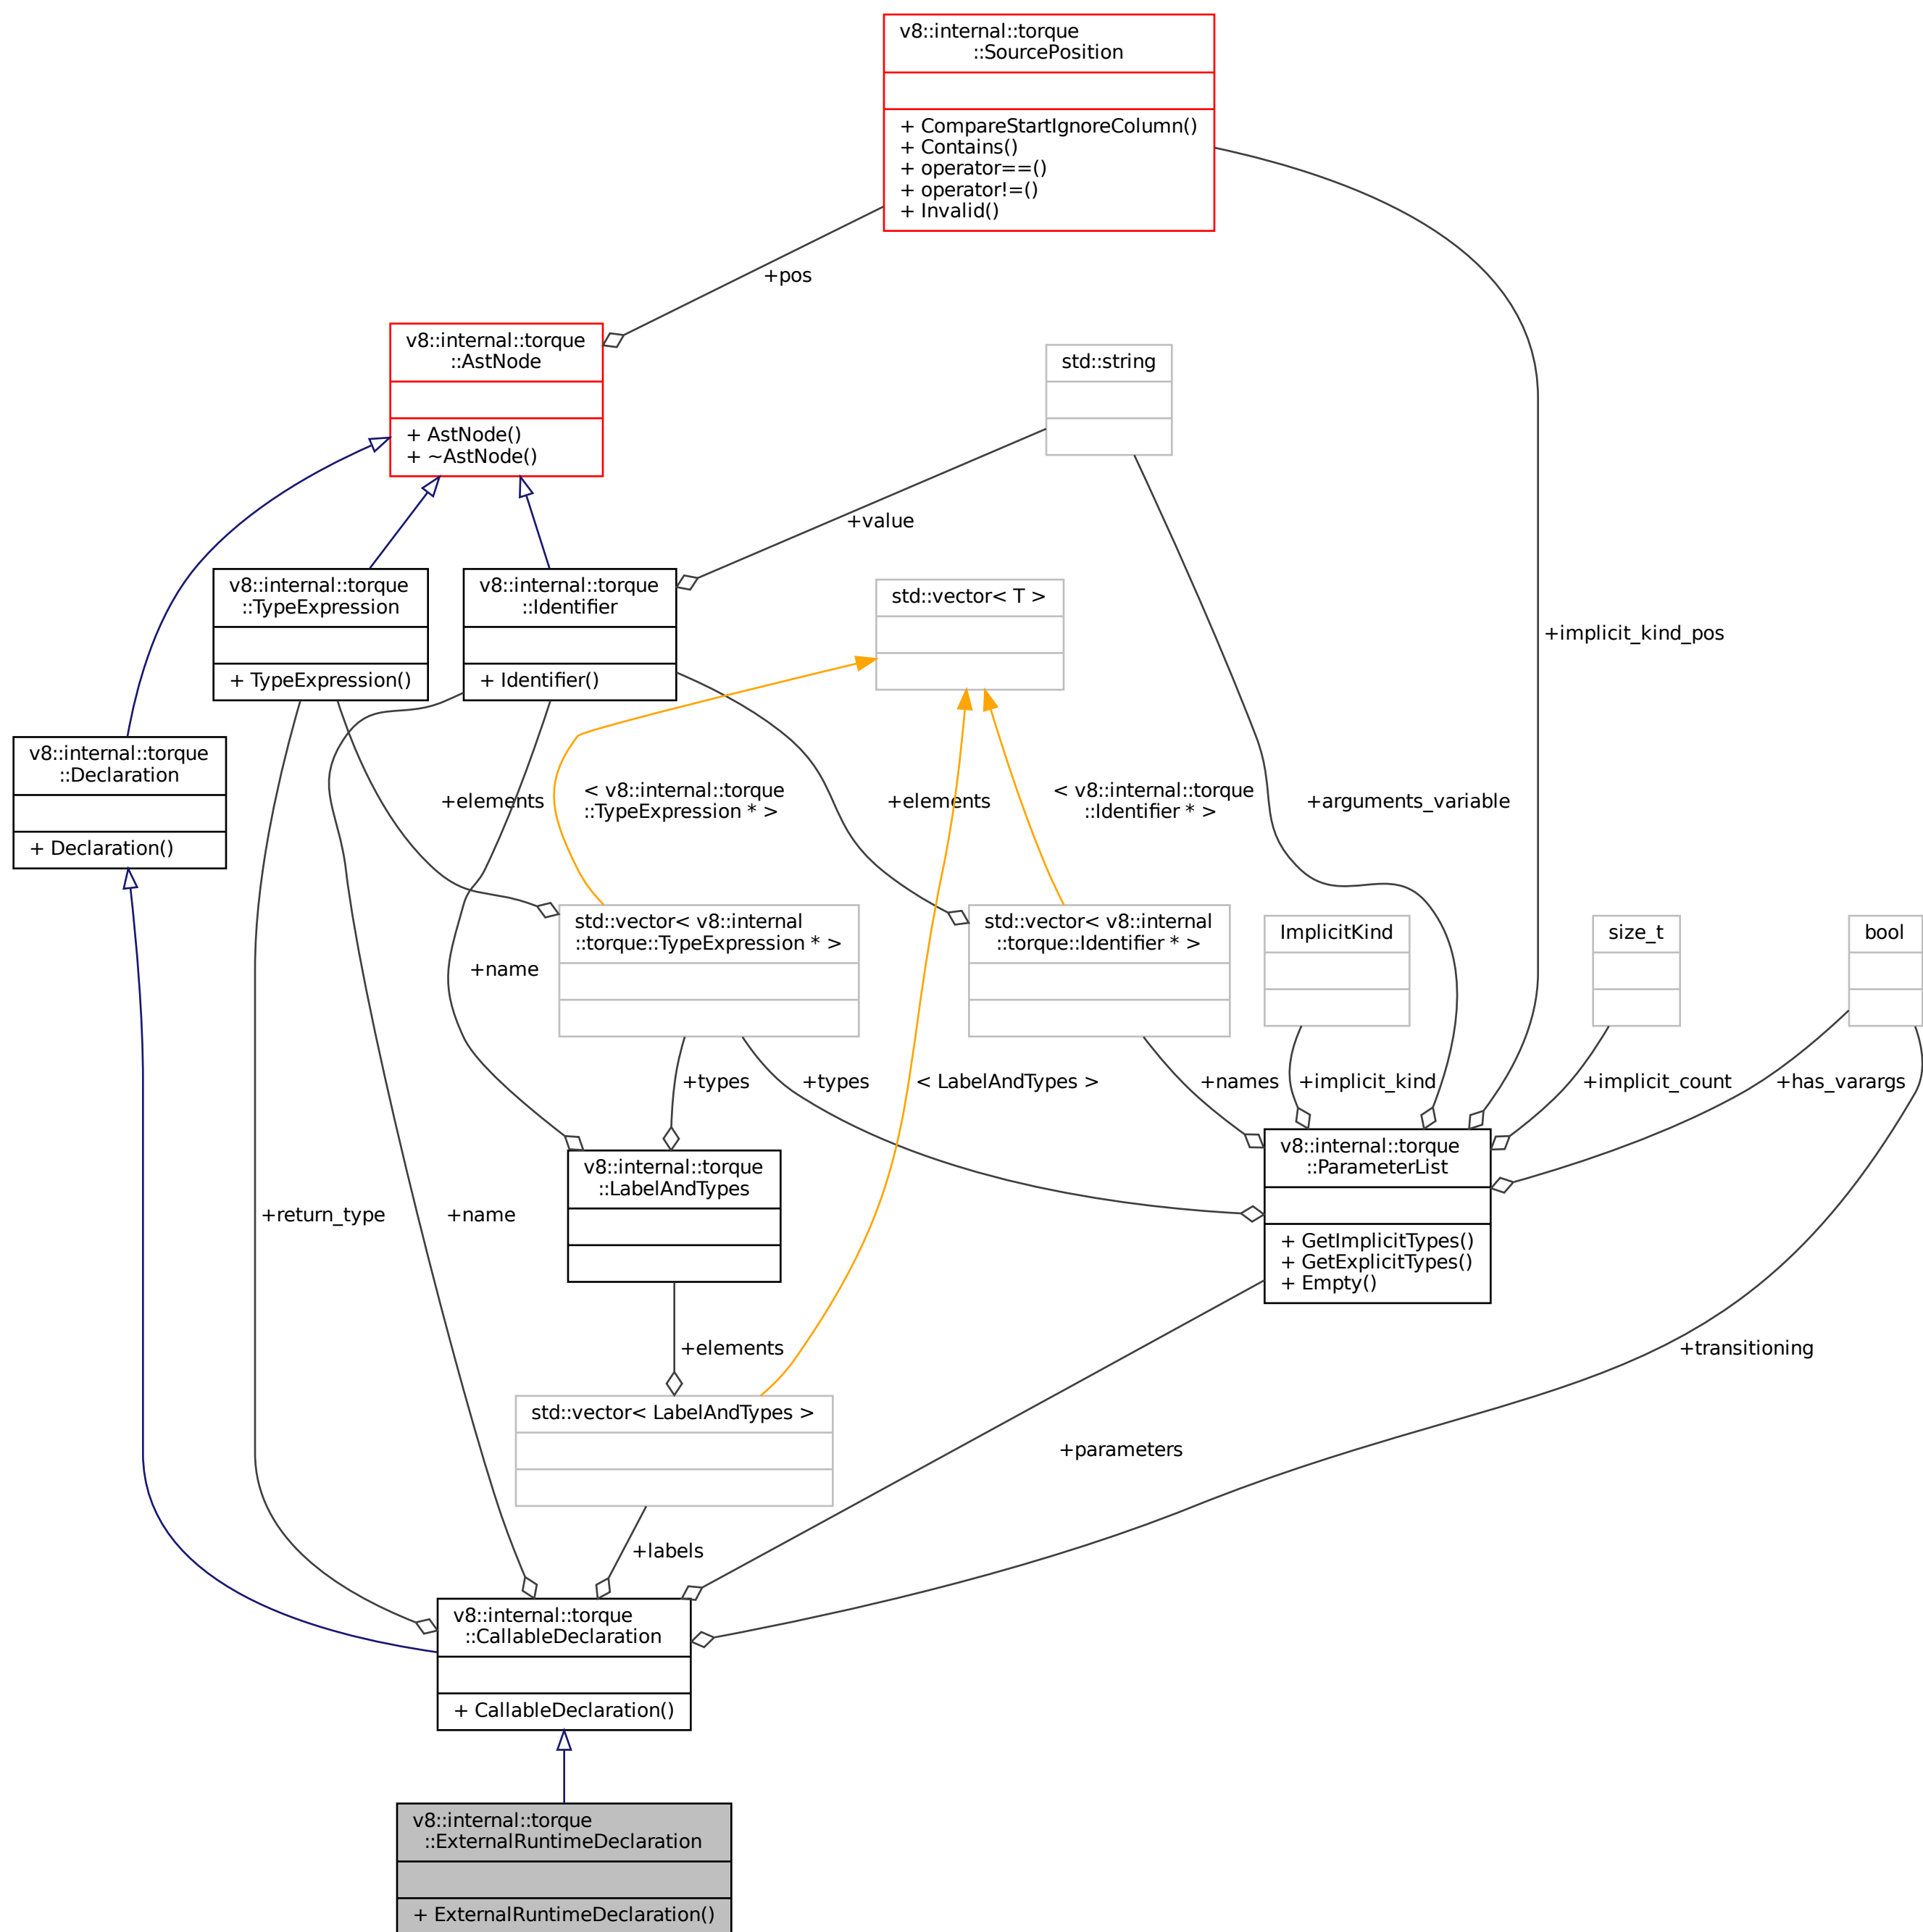 v8::internal::torque
::SourcePosition
+ CompareStartIgnoreColumn()
+ Contains()
+ operator==()
+ operator!=()
+ Invalid()
+pos
v8::internal::torque
::AstNode
+ AstNode()
+ ~AstNode()
std::string
+value
v8::internal::torque
::TypeExpression
+ TypeExpression()
v8::internal::torque
::Identifier
+ Identifier()
std::vector< T >
+implicit_kind_pos
v8::internal::torque
::Declaration
+ Declaration()
+elements
< v8::internal::torque
::TypeExpression * >
+elements
< v8::internal::torque
::Identifier * >
+arguments_variable
+name
std::vector< v8::internal
::torque::TypeExpression * >
std::vector< v8::internal
::torque::Identifier * >
ImplicitKind
size_t
bool
+types
+types
< LabelAndTypes >
+names
+implicit_kind
+implicit_count
+has_varargs
v8::internal::torque
::LabelAndTypes
v8::internal::torque
::ParameterList
+ GetImplicitTypes()
+ GetExplicitTypes()
+ Empty()
+return_type
+name
+elements
+transitioning
std::vector< LabelAndTypes >
+parameters
+labels
v8::internal::torque
::CallableDeclaration
+ CallableDeclaration()
v8::internal::torque
::ExternalRuntimeDeclaration
+ ExternalRuntimeDeclaration()